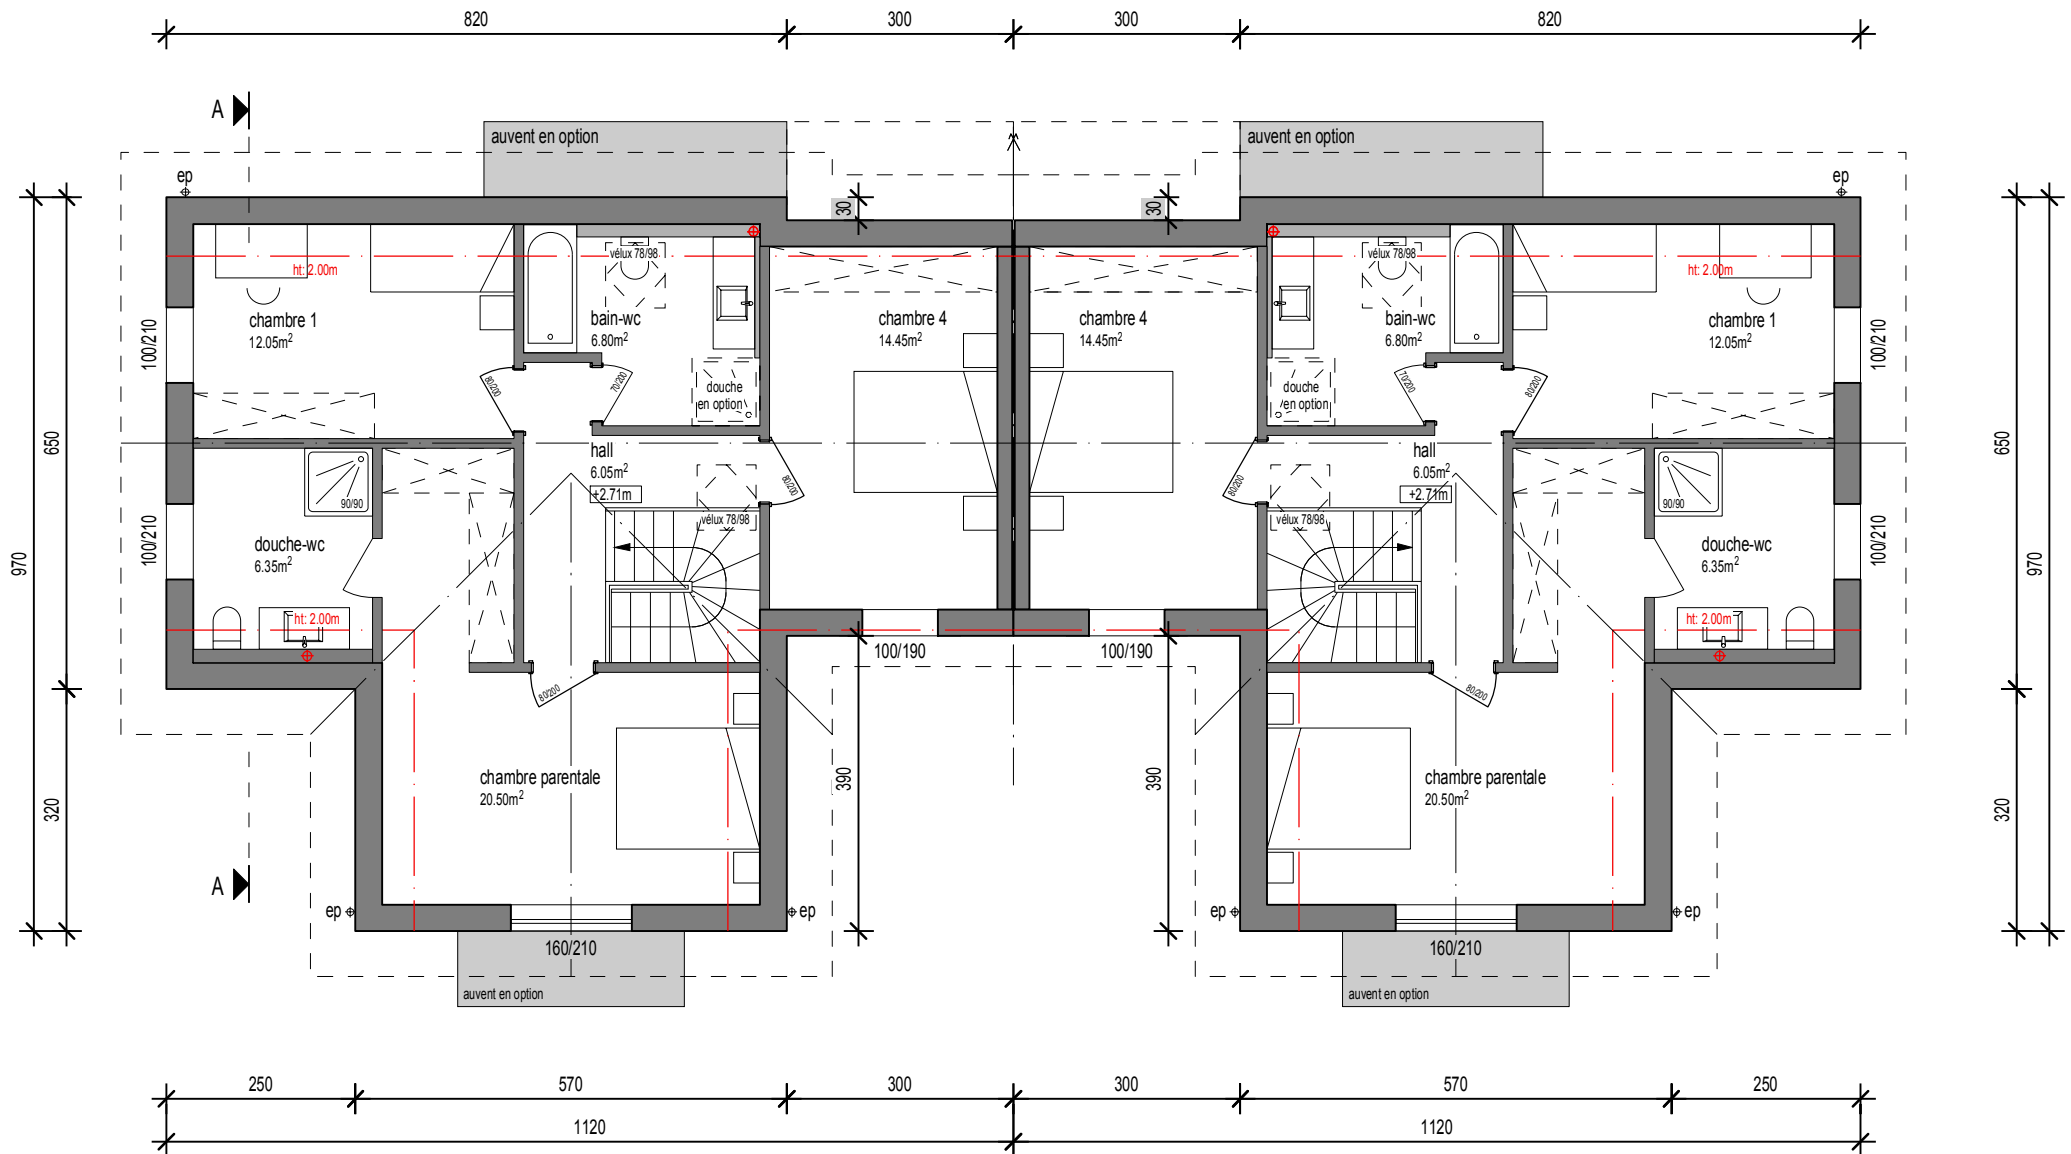 820
300
300
820
A
auvent en option
auvent en option
ep
ep
30
30
ht: 2.00m
vélux 78/98
vélux 78/98
ht: 2.00m
chambre 1
12.05m²
bain-wc
6.80m²
chambre 4
14.45m²
chambre 4
14.45m²
bain-wc
6.80m²
chambre 1
12.05m²
100/210
100/210
80/200
70/200
douche
en option
douche
en option
70/200
80/200
650
650
hall
6.05m²
+2.71m
hall
6.05m²
+2.71m
80/200
80/200
90/90
90/90
vélux 78/98
vélux 78/98
100/210
100/210
douche-wc
6.35m²
douche-wc
6.35m²
970
970
ht: 2.00m
ht: 2.00m
100/190
100/190
80/200
80/200
chambre parentale
20.50m²
chambre parentale
20.50m²
390
390
320
320
A
ep
ep
ep
ep
160/210
160/210
auvent en option
auvent en option
250
570
300
300
570
250
1120
1120